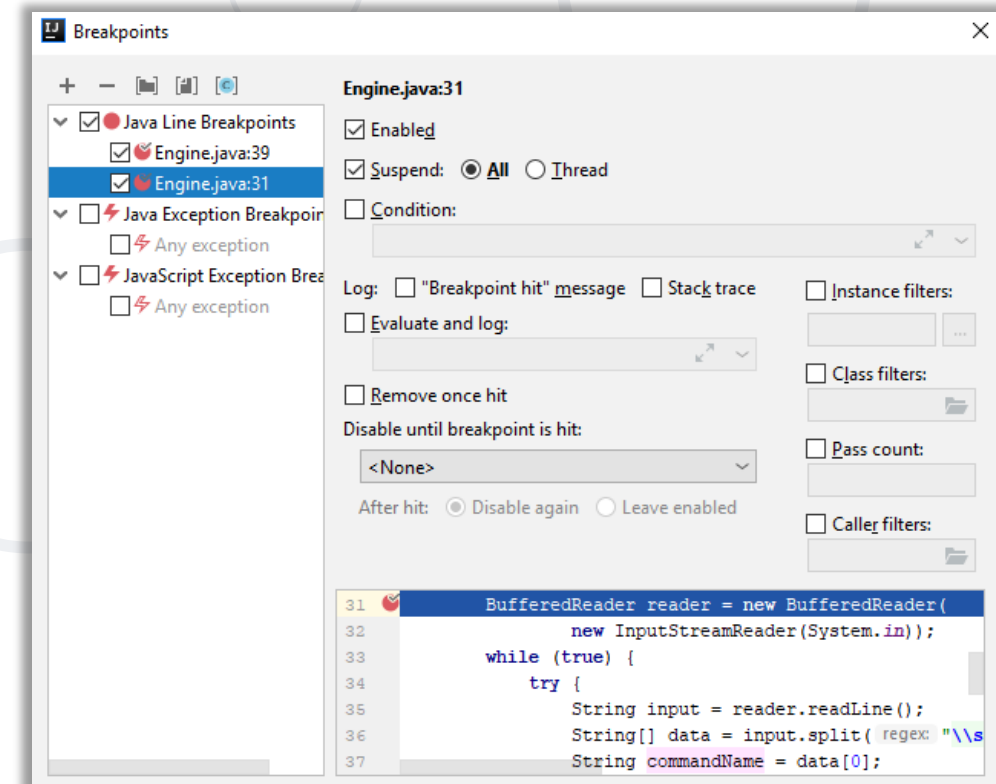 Breakpoints
Engine.java:31
Java Line Breakpoints
Engine.java:39
Engine.java:31
Java Exception Breakpoin
Any exception
JavaScript Exception Brea
Any exception
Enabled
Suspend: All Thread
Condition:
Log: "Breakpoint hit" message Stack trace
Evaluate and log:
Remove once hit
Disable until breakpoint is hit:
<None>
After hit: Disable again Leave enabled
Instance filters:
...
Class filters:
Pass count:
Caller filters:
31 BufferedReader reader = new BufferedReader(
32 new InputStreamReader(System.in));
33 while (true) {
34 try {
35 String input = reader.readLine();
36 String[] data = input.split( regex: "\\s
37 String commandName = data[0];